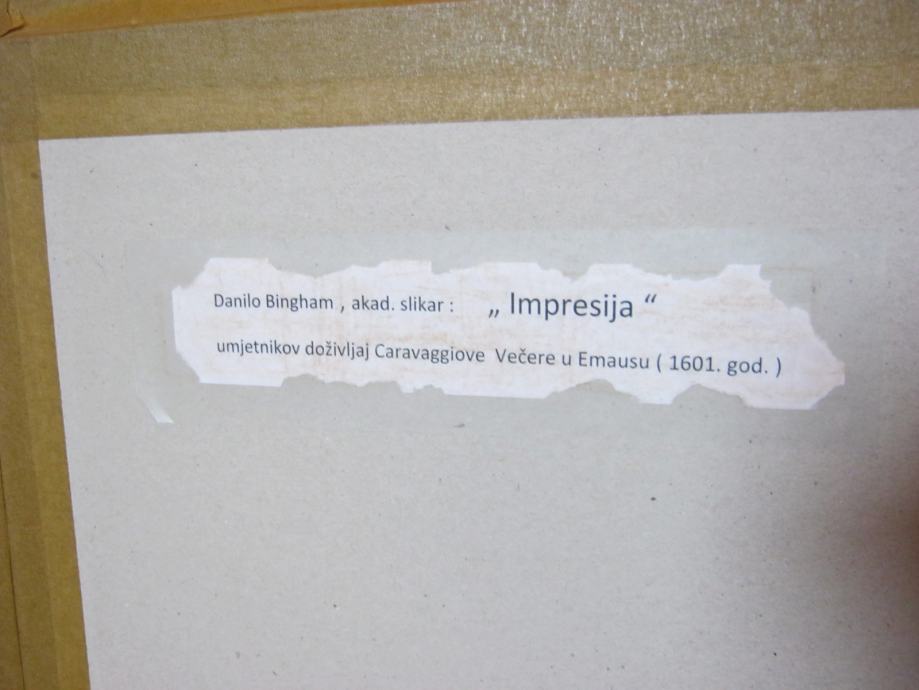 Danilo Bingham , akad. slikar : „ Impresija “
umjetnikov doživljaj Caravaggiove Večere u Emausu ( 1601. god. )